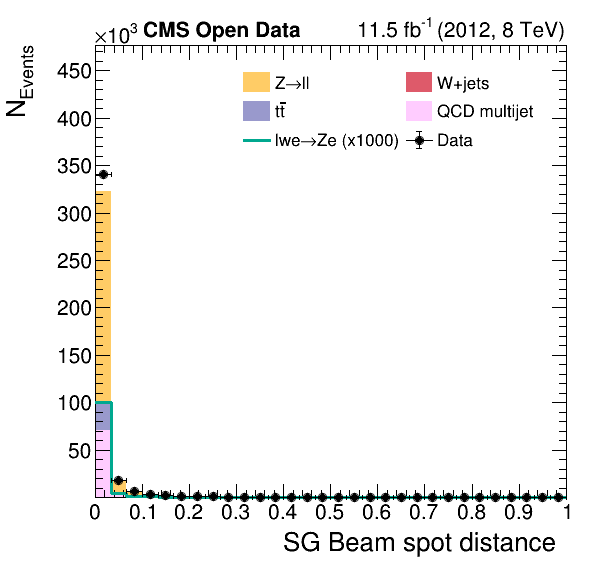 ×10³ CMS Open Data 11.5 fb⁻¹ (2012, 8 TeV)
N_Events
450
400
350
300
250
200
150
100
50
Z→ll W+jets
tt̄ QCD multijet
lwe→Ze (x1000) Data
0 0.1 0.2 0.3 0.4 0.5 0.6 0.7 0.8 0.9 1
SG Beam spot distance